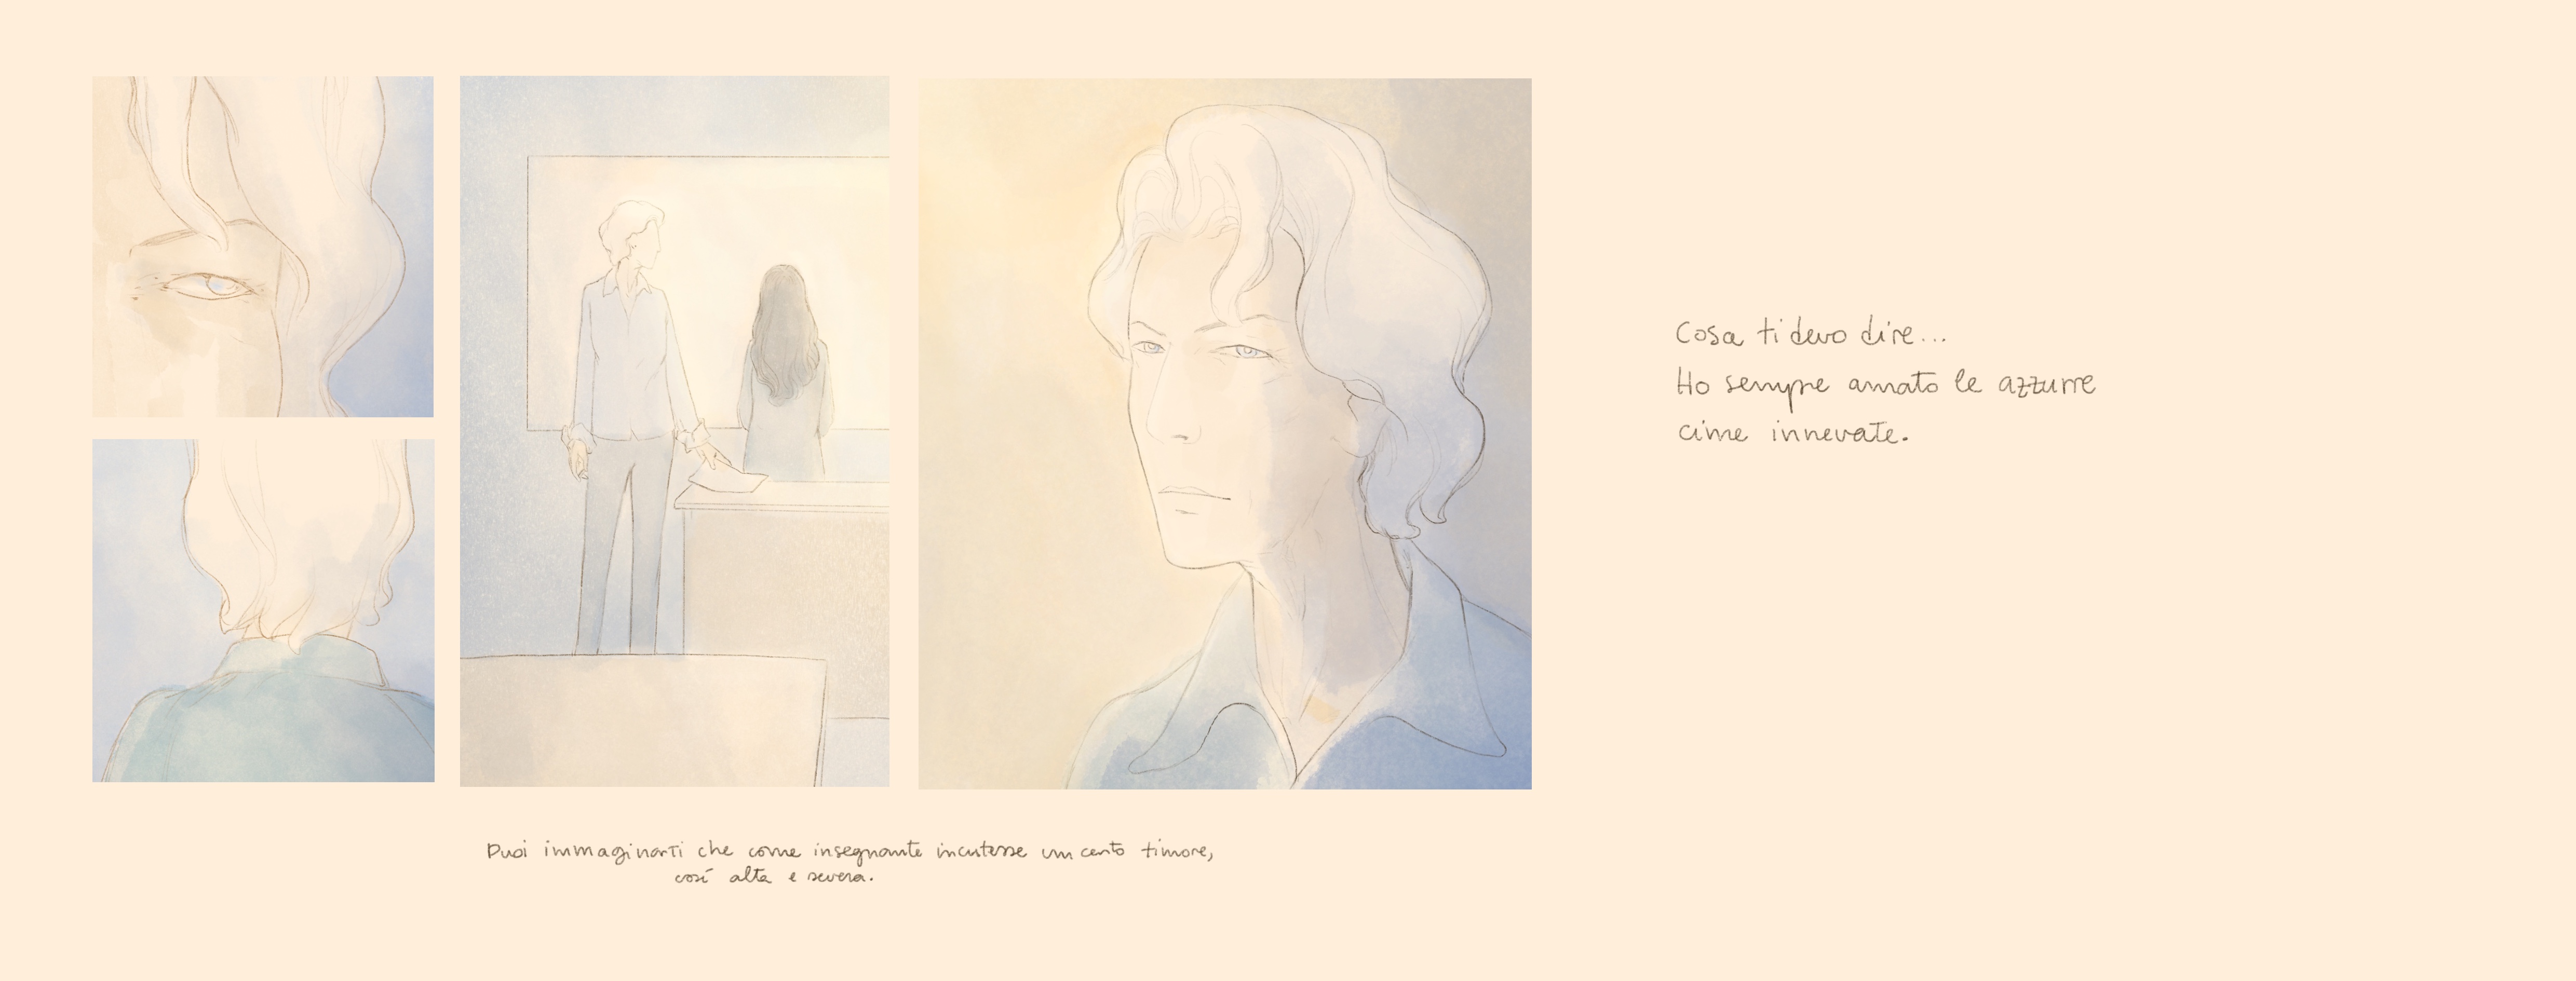 Puoi immaginarti che come insegnante incutesse un certo timore,
così alta e severa.
Cosa ti devo dire...
Ho sempre amato le azzurre
cime innevate.